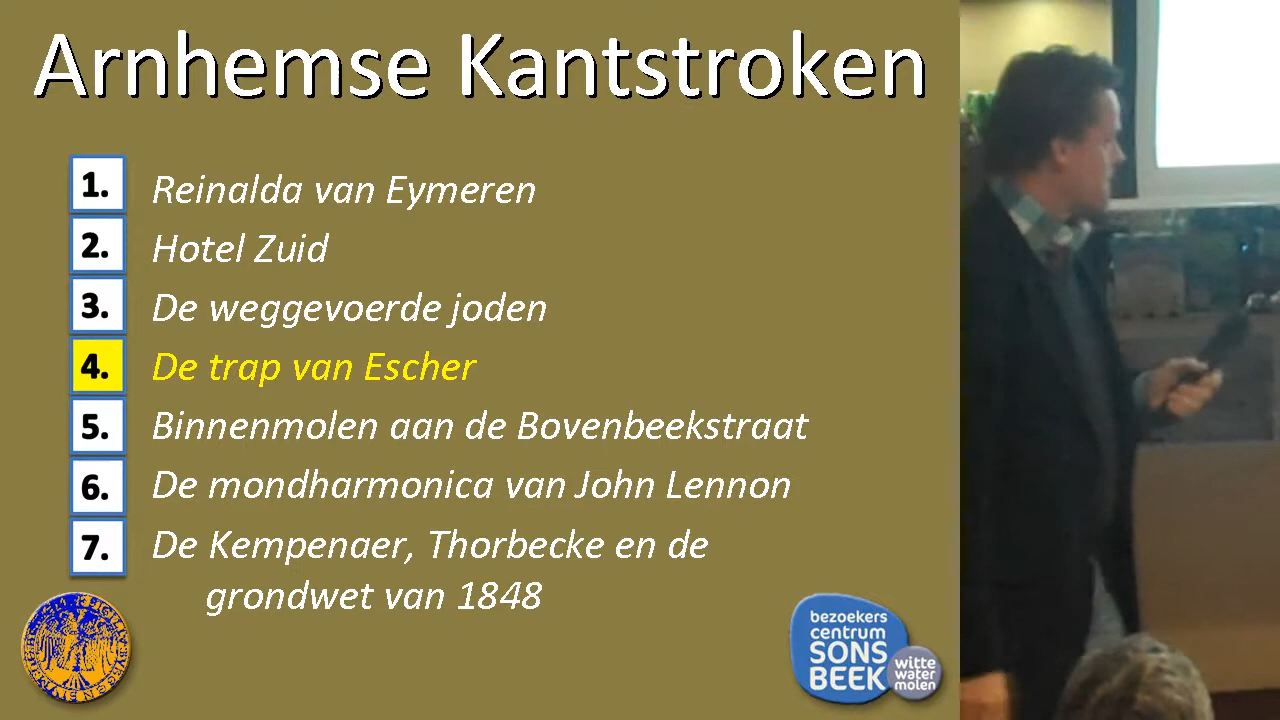 Arnhemse Kantstroken
1. Reinalda van Eymeren
2. Hotel Zuid
3. De weggevoerde joden
4. De trap van Escher
5. Binnenmolen aan de Bovenbeekstraat
6. De mondharmonica van John Lennon
7. De Kempenaer, Thorbecke en de
grondwet van 1848
bezoekers
centrum
SONS
BEEK
witte
water
molen